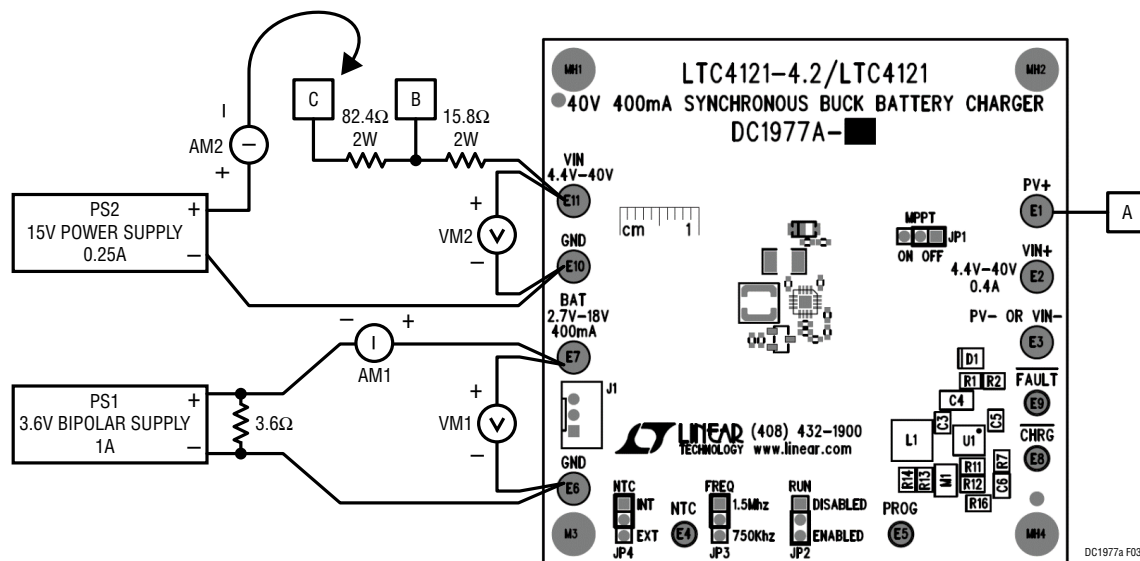 LTC4121-4.2/LTC4121
40V 400mA SYNCHRONOUS BUCK BATTERY CHARGER
DC1977A-
MH1
MH2
C
B
82.4Ω
2W
15.8Ω
2W
I
AM2
−
+
PS2
15V POWER SUPPLY
0.25A
+
−
VIN
4.4V–40V
E11
+
VM2
V
−
GND
E10
BAT
2.7V–18V
400mA
E7
−
+
I
AM1
PS1
3.6V BIPOLAR SUPPLY
1A
+
−
3.6Ω
+
VM1
V
−
J1
GND
E6
cm 1
MPPT
JP1
ON OFF
PV+
E1
A
VIN+
E2
4.4V–40V
0.4A
PV- OR VIN-
E3
D1
R1
R2
FAULT
E9
C4
C3
C5
L1
U1
CHRG
E8
R14
R13
M1
R11
R12
R7
C6
R16
LINEAR
TECHNOLOGY
(408) 432-1900
www.linear.com
NTC
INT
EXT
JP4
NTC
E4
FREQ
1.5Mhz
750Khz
JP3
RUN
DISABLED
ENABLED
JP2
PROG
E5
M3
MH4
DC1977a F03